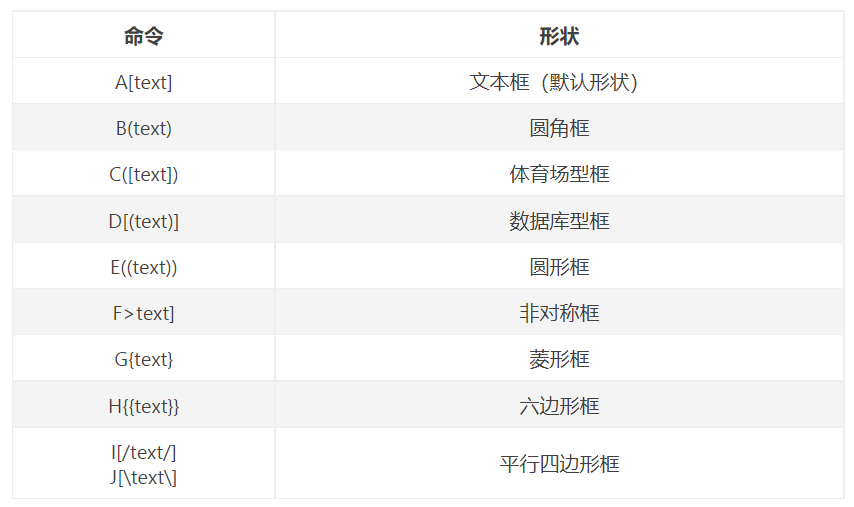 命令 形状
A[text] 文本框（默认形状）
B(text) 圆角框
C([text]) 体育场型框
D[(text)] 数据库型框
E((text)) 圆形框
F>text] 非对称框
G{text} 菱形框
H{{text}} 六边形框
I[/text/]
J[\text\] 平行四边形框